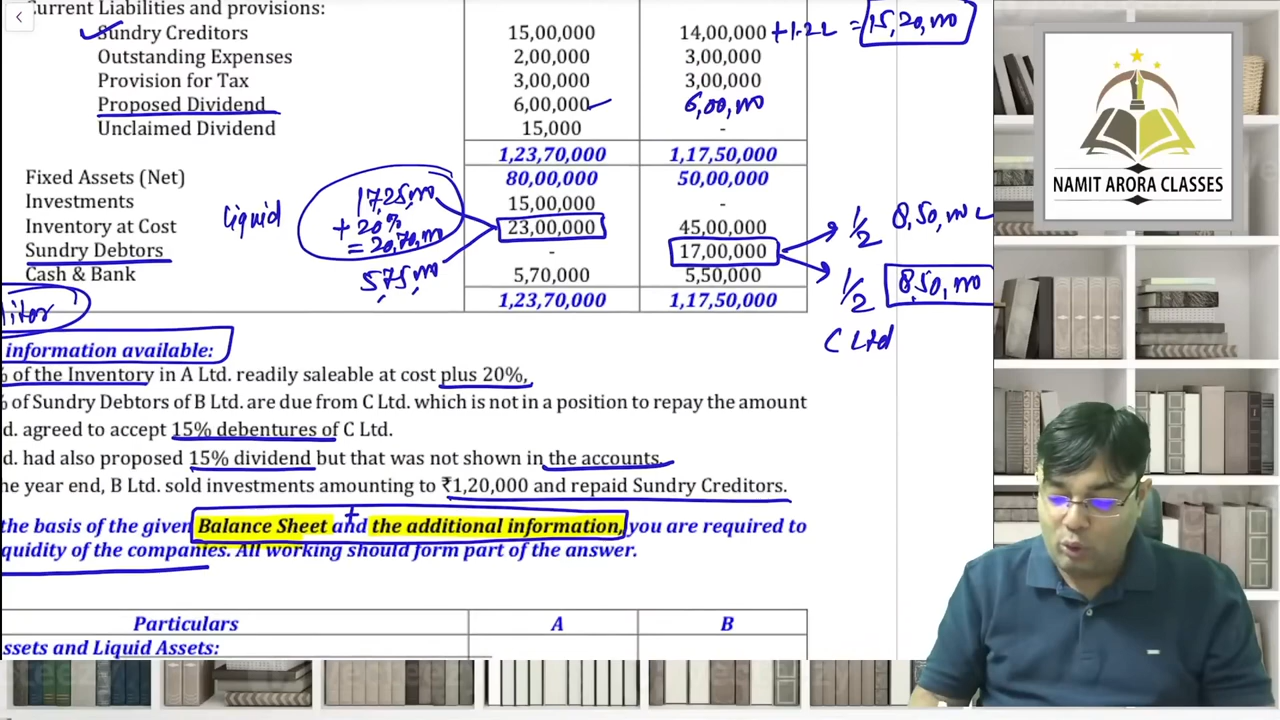 Current Liabilities and provisions:
Sundry Creditors 15,00,000 14,00,000 +1.2L = 15,20,000
Outstanding Expenses 2,00,000 3,00,000
Provision for Tax 3,00,000 3,00,000
Proposed Dividend 6,00,000 6,00,000
Unclaimed Dividend 15,000 -
1,23,70,000 1,17,50,000
Fixed Assets (Net) 80,00,000 50,00,000
Investments 15,00,000 -
Inventory at Cost 23,00,000 45,00,000
Sundry Debtors - 17,00,000
Cash & Bank 5,70,000 5,50,000
1,23,70,000 1,17,50,000
Liquid
17,25,000
+ 20%
= 20,70,000
5,75,000
1/2 8,50,000
1/2 8,50,000
C Ltd
information available:
% of the Inventory in A Ltd. readily saleable at cost plus 20%,
% of Sundry Debtors of B Ltd. are due from C Ltd. which is not in a position to repay the amount
d. agreed to accept 15% debentures of C Ltd.
d. had also proposed 15% dividend but that was not shown in the accounts.
he year end, B Ltd. sold investments amounting to ₹1,20,000 and repaid Sundry Creditors.
+
the basis of the given Balance Sheet and the additional information, you are required to
quidity of the companies. All working should form part of the answer.
Particulars A B
ssets and Liquid Assets:
NAMIT ARORA CLASSES